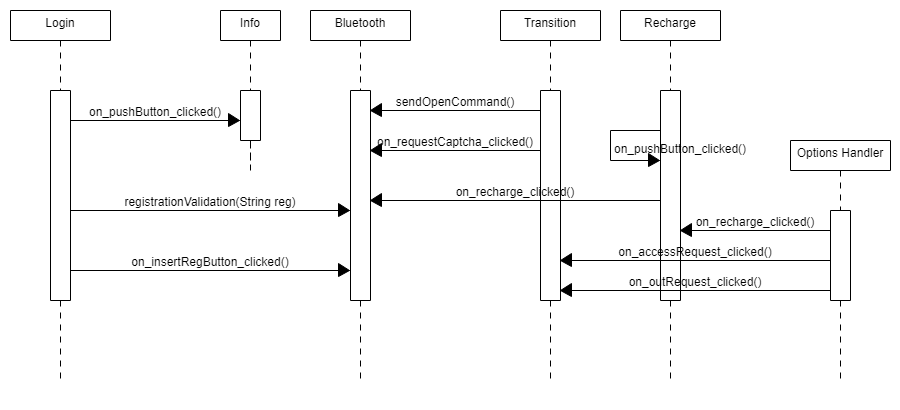 Login
Info
Bluetooth
Transition
Recharge
sendOpenCommand()
on_pushButton_clicked()
on_requestCaptcha_clicked()
on_pushButton_clicked()
Options Handler
on_recharge_clicked()
registrationValidation(String reg)
on_recharge_clicked()
on_accessRequest_clicked()
on_insertRegButton_clicked()
on_outRequest_clicked()